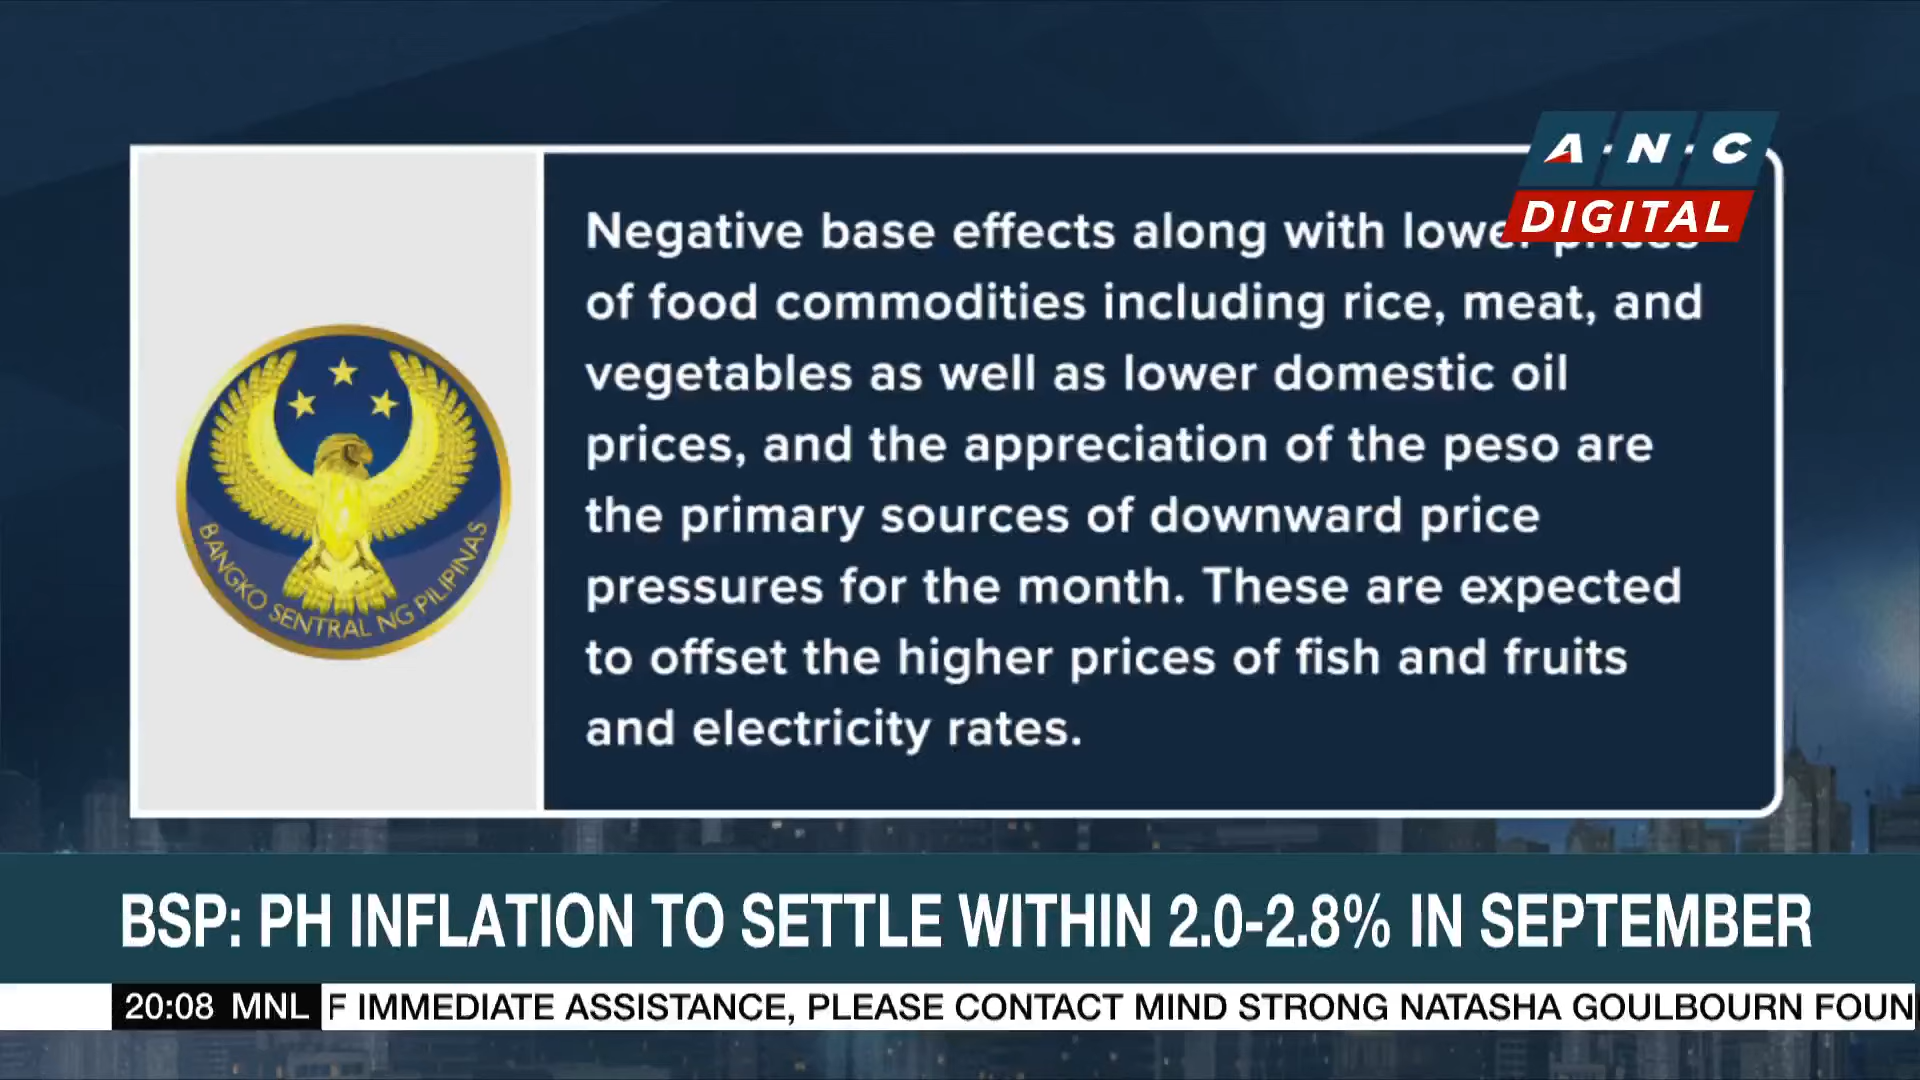 A·N·C
DIGITAL
Negative base effects along with lower prices
of food commodities including rice, meat, and
vegetables as well as lower domestic oil
prices, and the appreciation of the peso are
the primary sources of downward price
pressures for the month. These are expected
to offset the higher prices of fish and fruits
and electricity rates.
BANGKO SENTRAL NG PILIPINAS
BSP: PH INFLATION TO SETTLE WITHIN 2.0-2.8% IN SEPTEMBER
20:08 MNL F IMMEDIATE ASSISTANCE, PLEASE CONTACT MIND STRONG NATASHA GOULBOURN FOUN